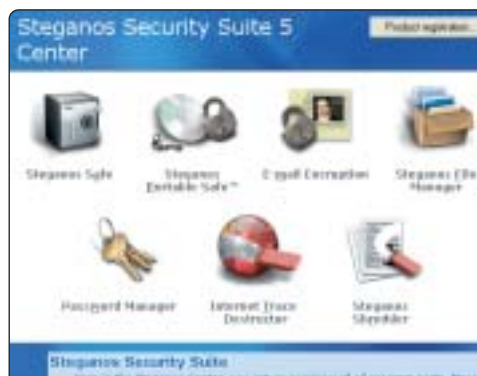 Steganos Security Suite 5
Center
Product registration...
Steganos Safe
Steganos
Portable Safe™
E-mail Encryption
Steganos File
Manager
Password Manager
Internet Trace
Destructor
Steganos
Shredder
Steganos Security Suite